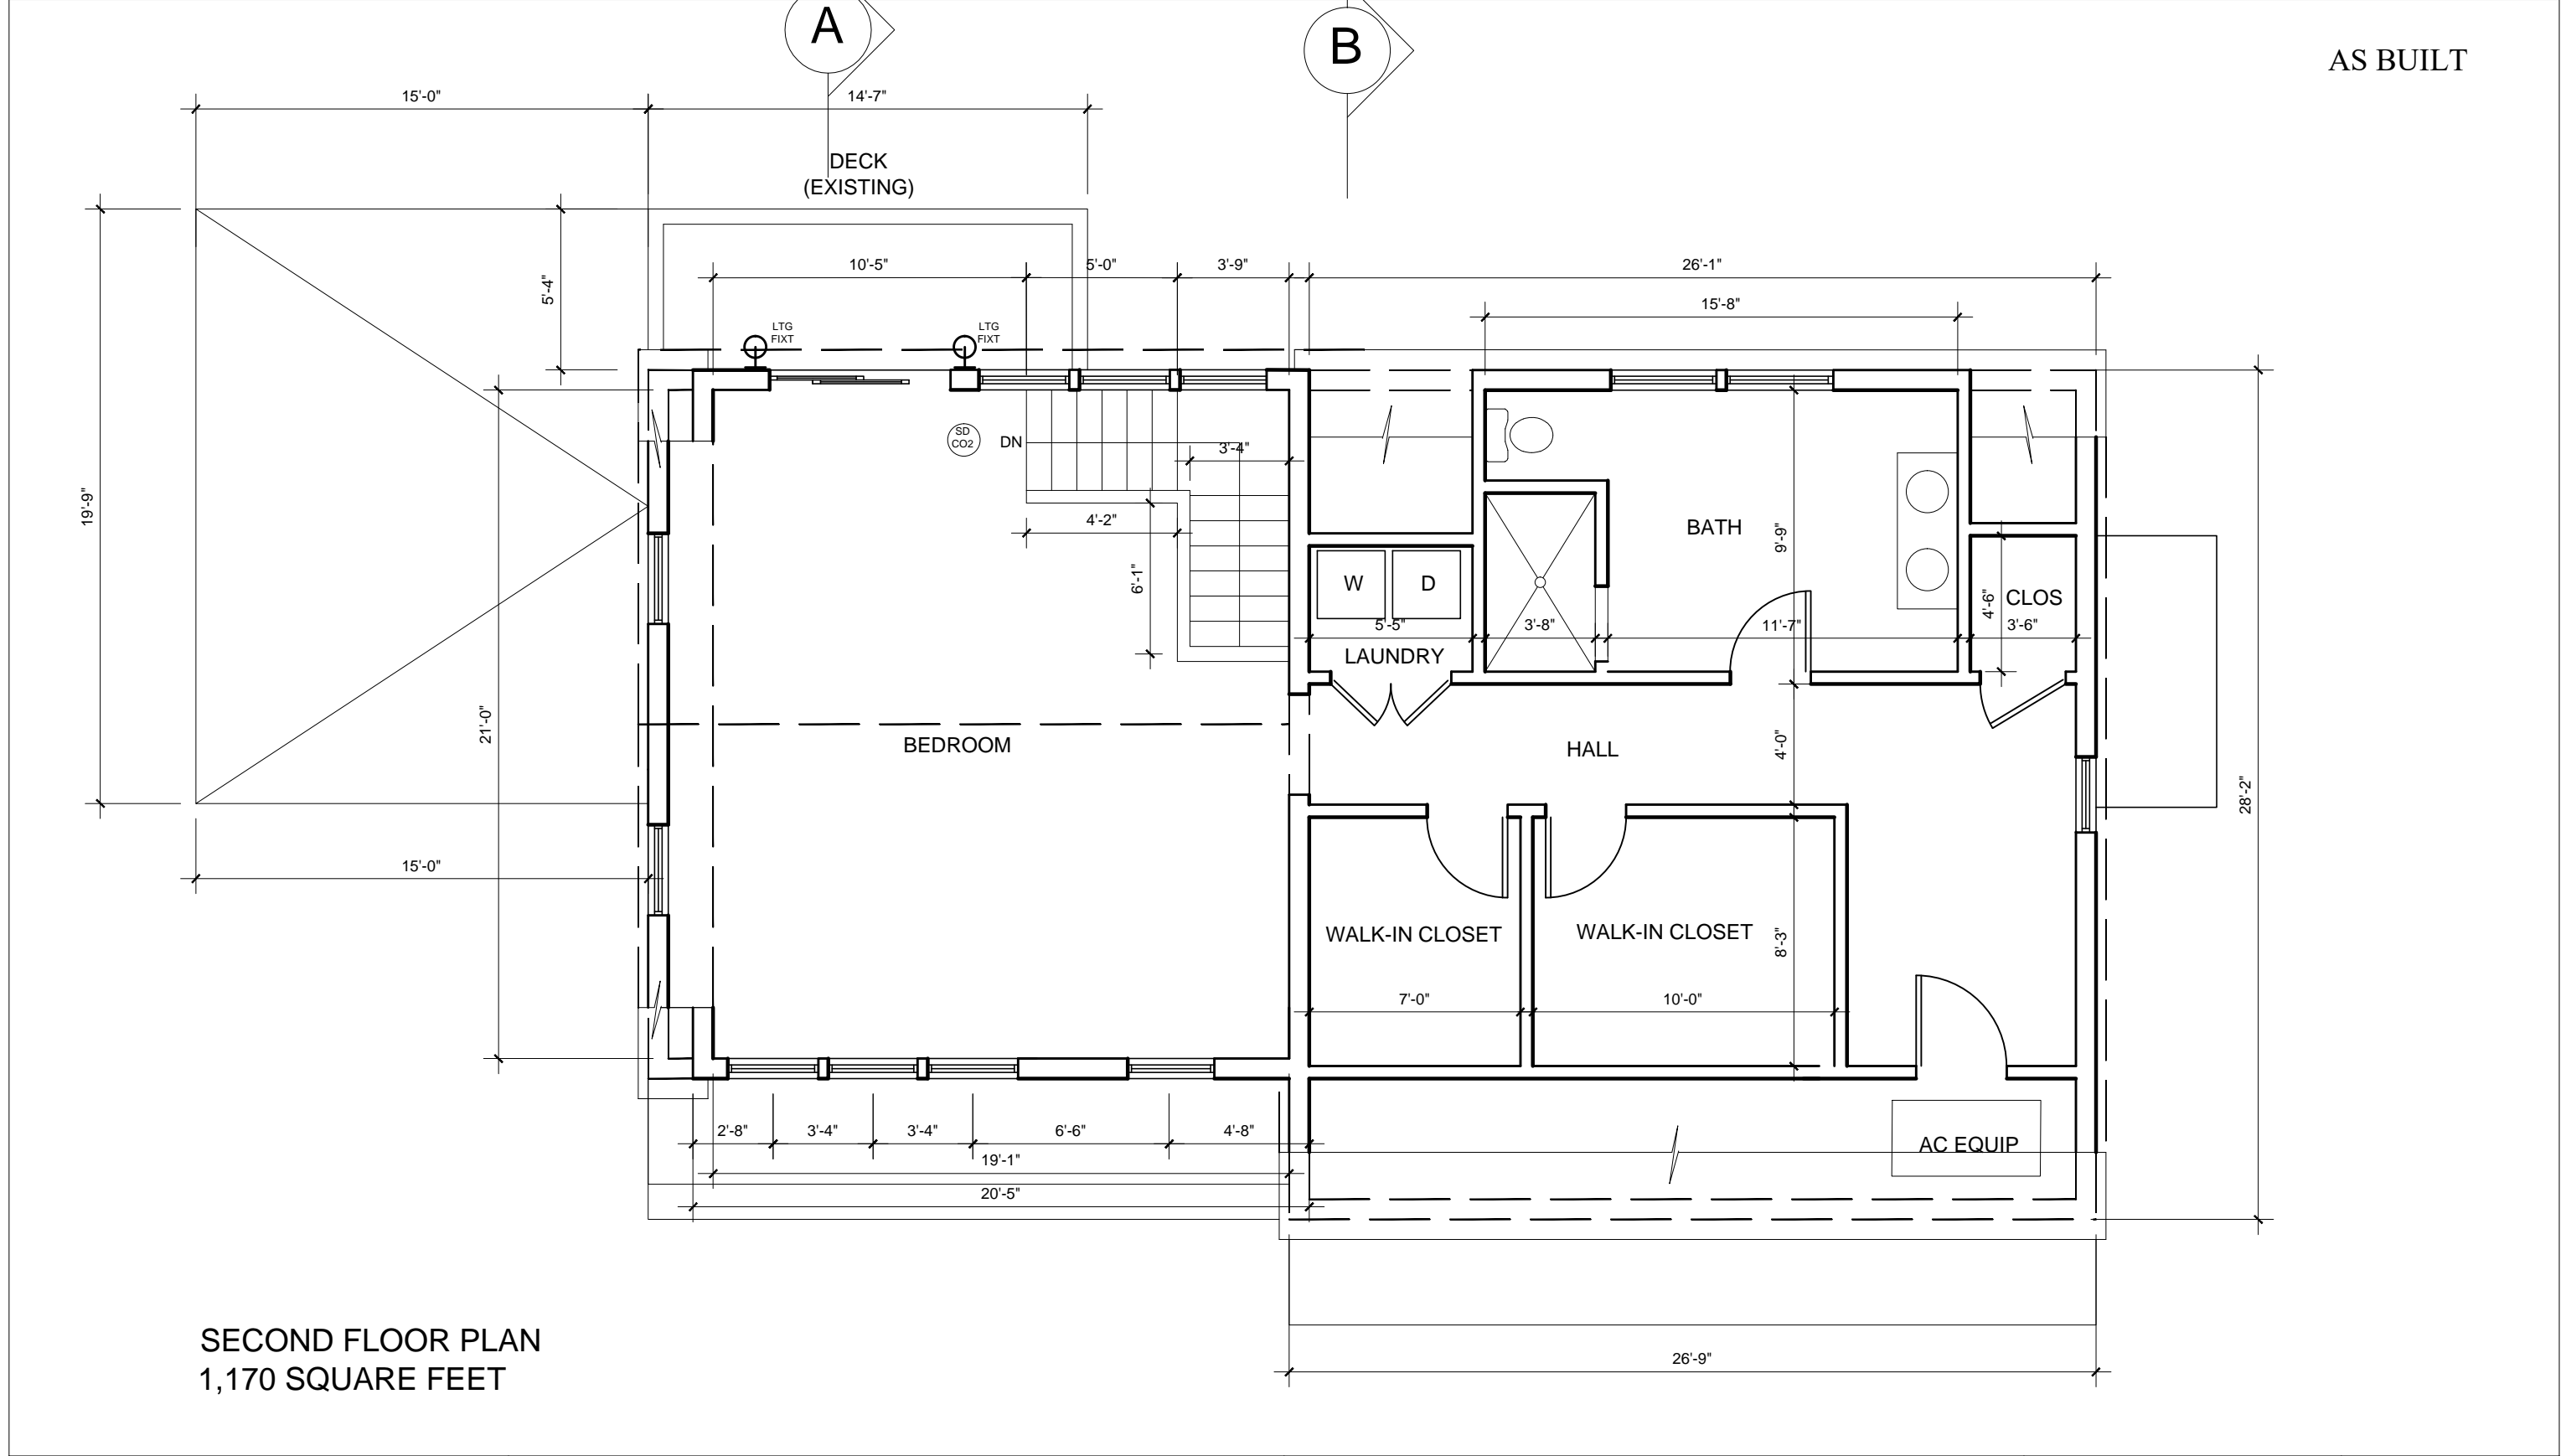 A
B
AS BUILT
15'-0"
14'-7"
DECK
(EXISTING)
10'-5"
5'-0"
3'-9"
26'-1"
5'-4"
15'-8"
LTG
FIXT
LTG
FIXT
SD
CO2
DN
3'-4"
19'-9"
4'-2"
BATH
9'-9"
6'-1"
W
D
4'-6"
CLOS
5'-5"
3'-8"
11'-7"
3'-6"
LAUNDRY
21'-0"
BEDROOM
HALL
4'-0"
28'-2"
15'-0"
WALK-IN CLOSET
WALK-IN CLOSET
8'-3"
7'-0"
10'-0"
2'-8"
3'-4"
3'-4"
6'-6"
4'-8"
AC EQUIP
19'-1"
20'-5"
SECOND FLOOR PLAN
1,170 SQUARE FEET
26'-9"